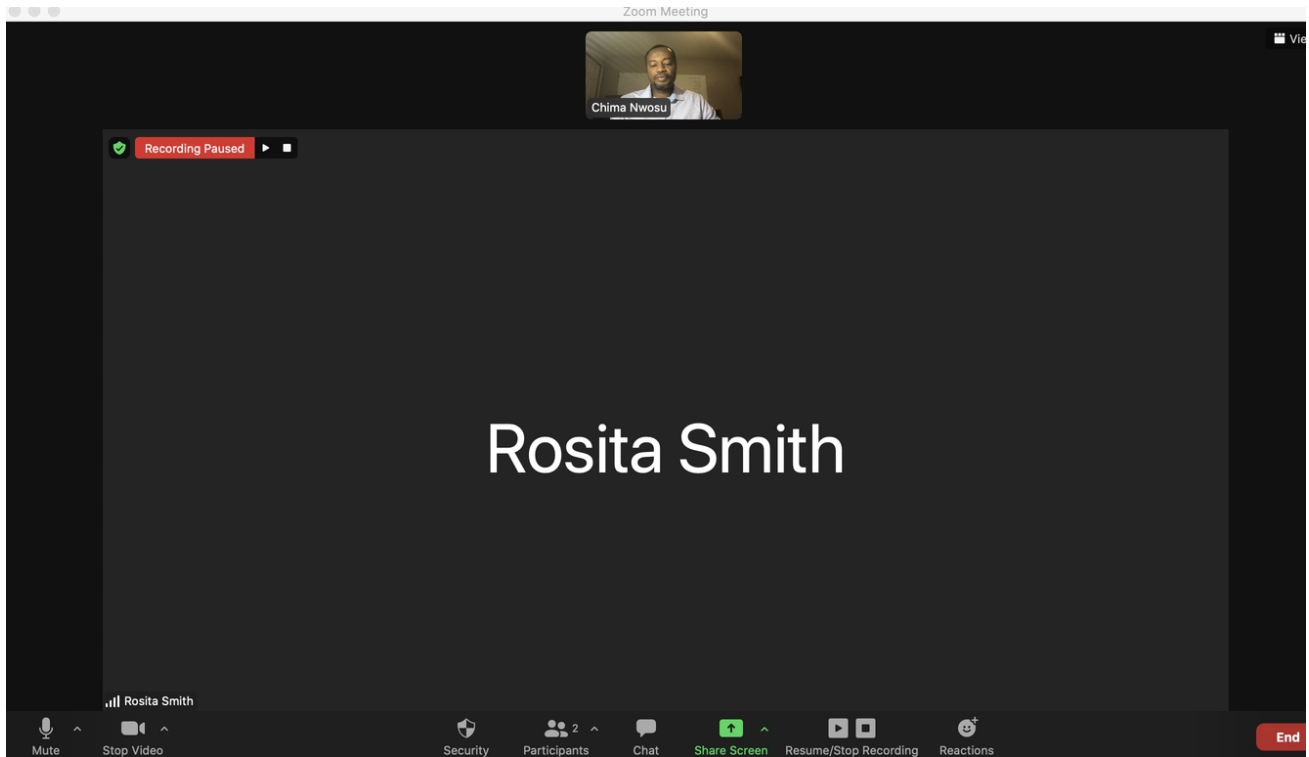 Zoom Meeting
Vie
Chima Nwosu
Recording Paused
Rosita Smith
Rosita Smith
Mute
Stop Video
Security
2
Participants
Chat
Share Screen
Resume/Stop Recording
Reactions
End